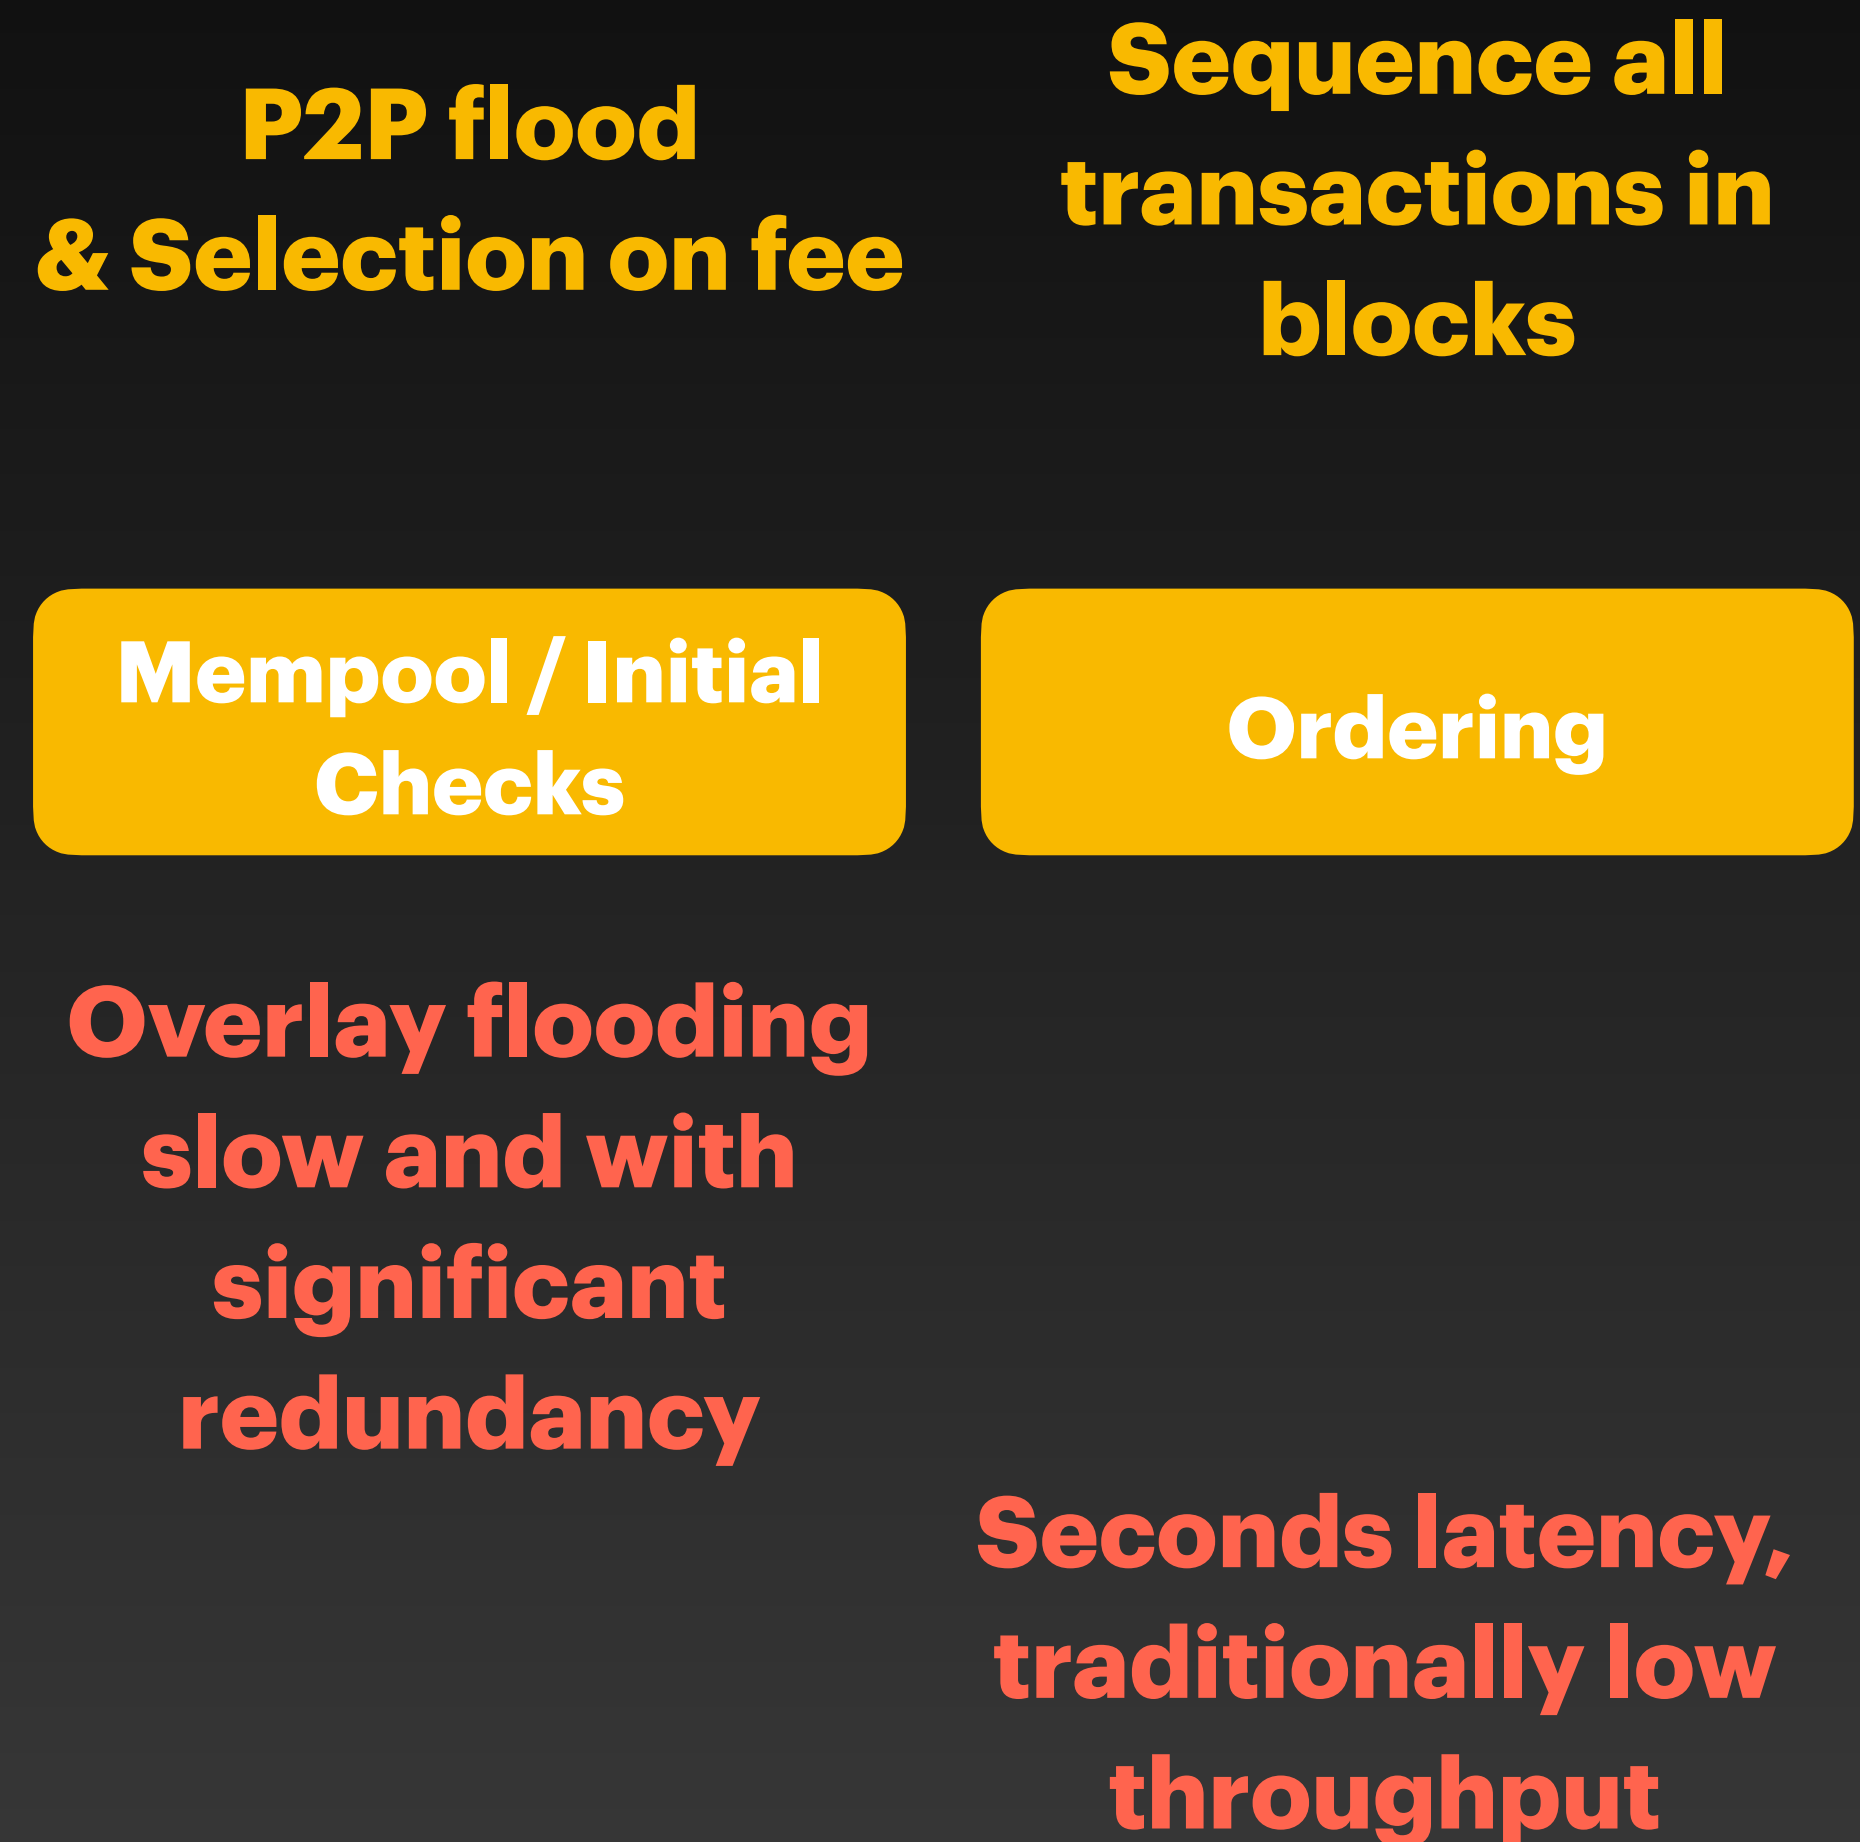 P2P flood
& Selection on fee
Sequence all
transactions in
blocks
Mempool / Initial
Checks
Ordering
Overlay flooding
slow and with
significant
redundancy
Seconds latency,
traditionally low
throughput